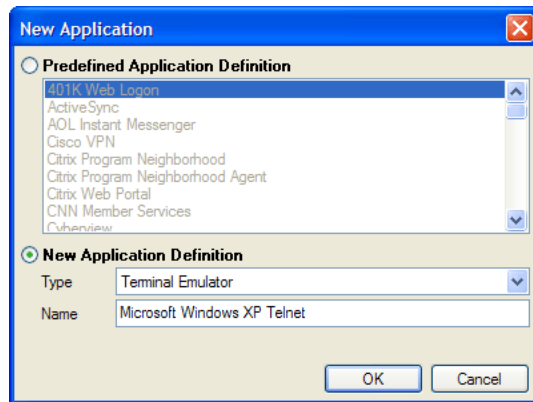 New Application
Predefined Application Definition
401K Web Logon
ActiveSync
AOL Instant Messenger
Cisco VPN
Citrix Program Neighborhood
Citrix Program Neighborhood Agent
Citrix Web Portal
CNN Member Services
Cyberview
New Application Definition
Type Terminal Emulator
Name Microsoft Windows XP Telnet
OK Cancel